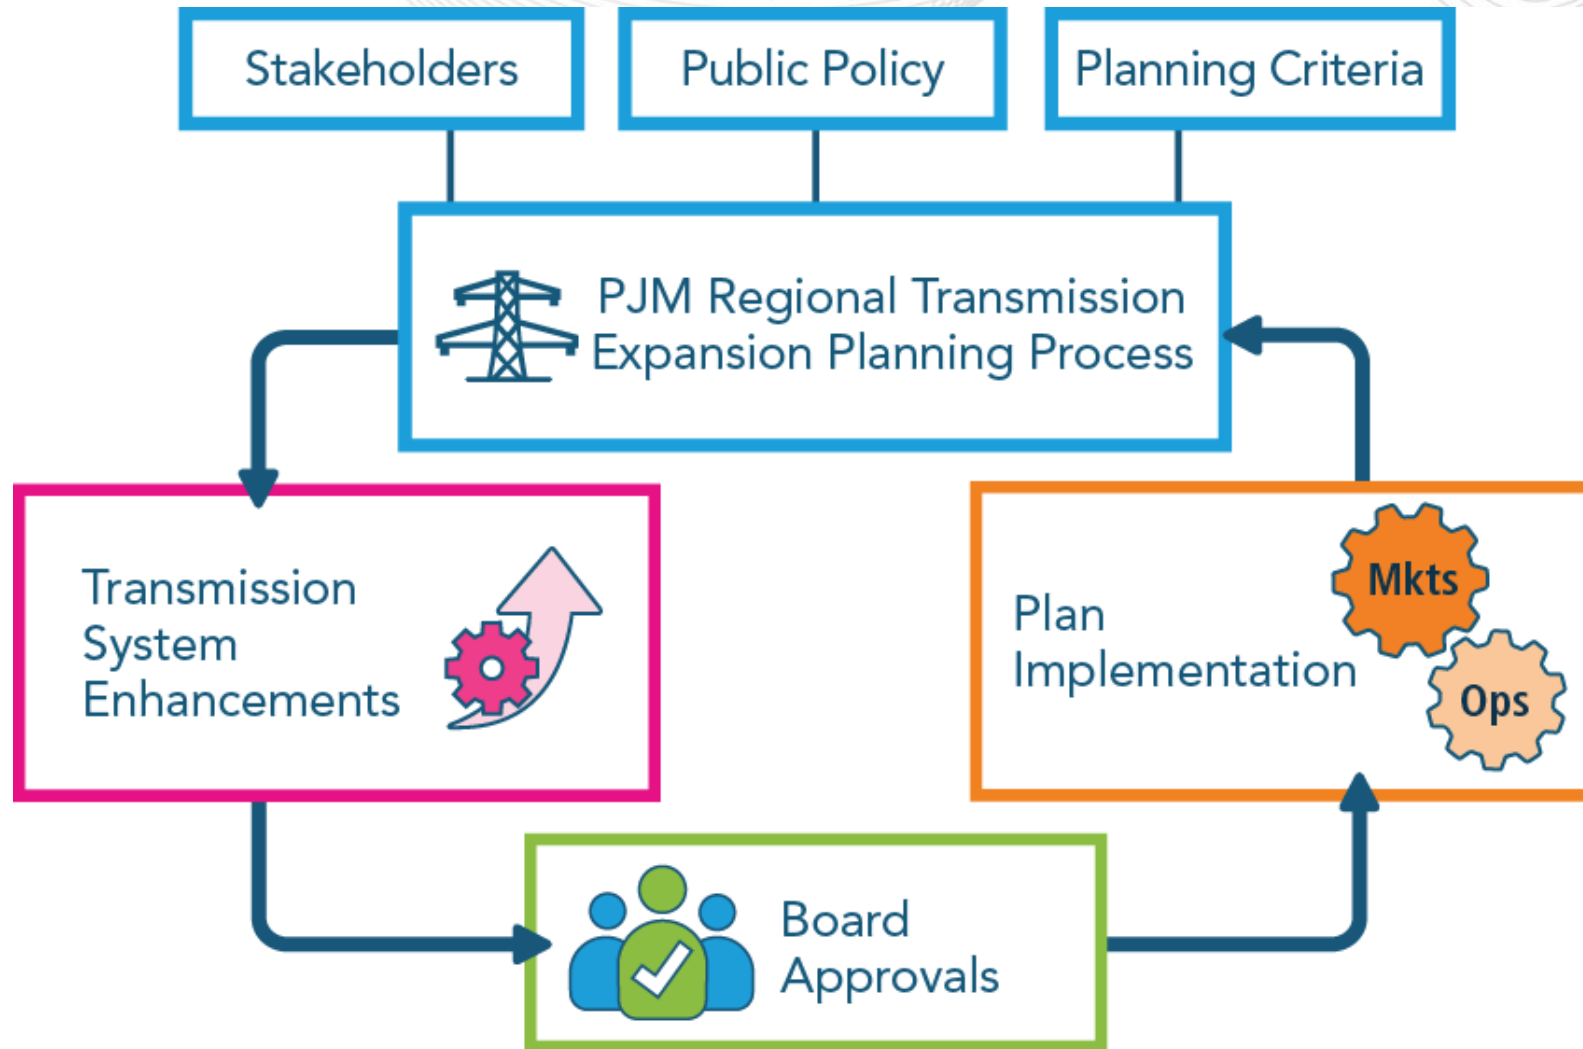 Stakeholders
Public Policy
Planning Criteria
PJM Regional Transmission
Expansion Planning Process
Transmission
System
Enhancements
Plan
Implementation
Mkts
Ops
Board
Approvals